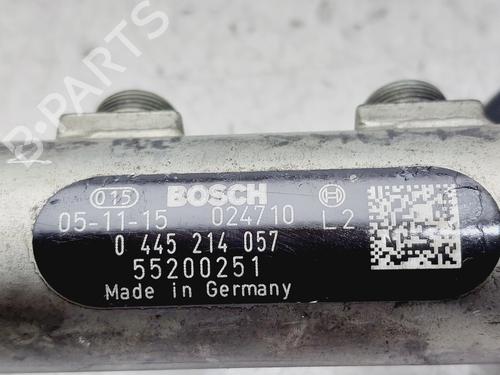 015 BOSCH
05-11-15 024710 L2
0 445 214 057
55200251
Made in Germany
B-PARTS